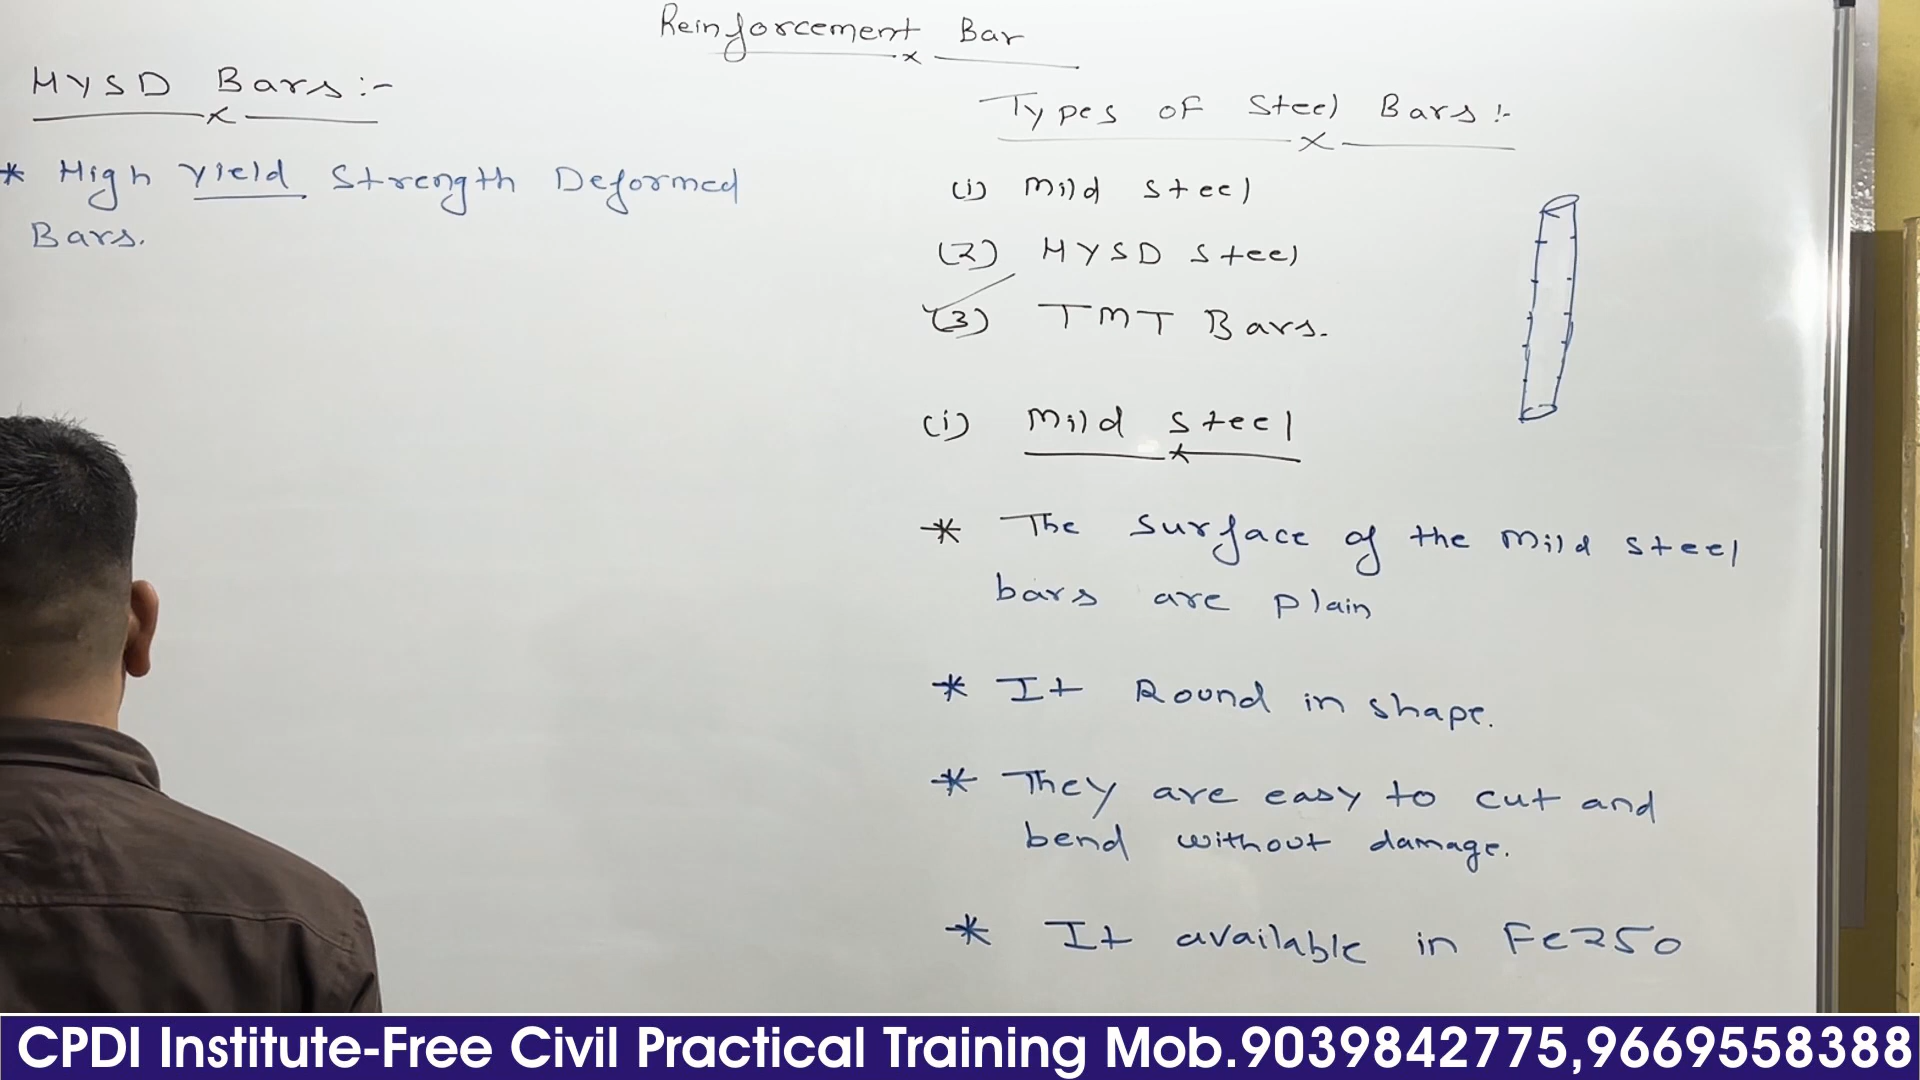 Reinforcement Bar
HYSD Bars:-
* High Yield Strength Deformed
Bars.
Types of Steel Bars:-
(i) Mild Steel
(2) HYSD Steel
(3) TMT Bars.
(i) Mild Steel
* The surface of the mild steel
bars are plain
* It Round in shape.
* They are easy to cut and
bend without damage.
* It available in Fe250
CPDI Institute-Free Civil Practical Training Mob.9039842775,9669558388